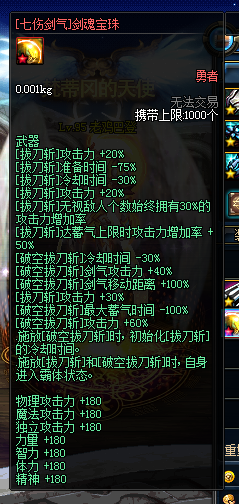 [七伤剑气]剑魂宝珠
勇者
0.001kg
无法交易
携带上限1000个
武器
[拔刀斩]攻击力 +20%
[拔刀斩]准备时间 -75%
[拔刀斩]冷却时间 -30%
[拔刀斩]无视敌人个数始终拥有30%的
攻击力增加率
[拔刀斩]达蓄气上限时攻击力增加率 +
50%
[破空拔刀斩]冷却时间 -30%
[破空拔刀斩]剑气攻击力 +40%
[破空拔刀斩]剑气移动距离 +100%
[拔刀斩]攻击力 +30%
[破空拔刀斩]最大蓄气时间 -100%
[破空拔刀斩]攻击力 +60%
.施放[破空拔刀斩]时，初始化[拔刀斩]
的冷却时间。
.施放[拔刀斩]和[破空拔刀斩]时，自身
进入霸体状态。
物理攻击力 +180
魔法攻击力 +180
独立攻击力 +180
力量 +180
智力 +180
体力 +180
精神 +180